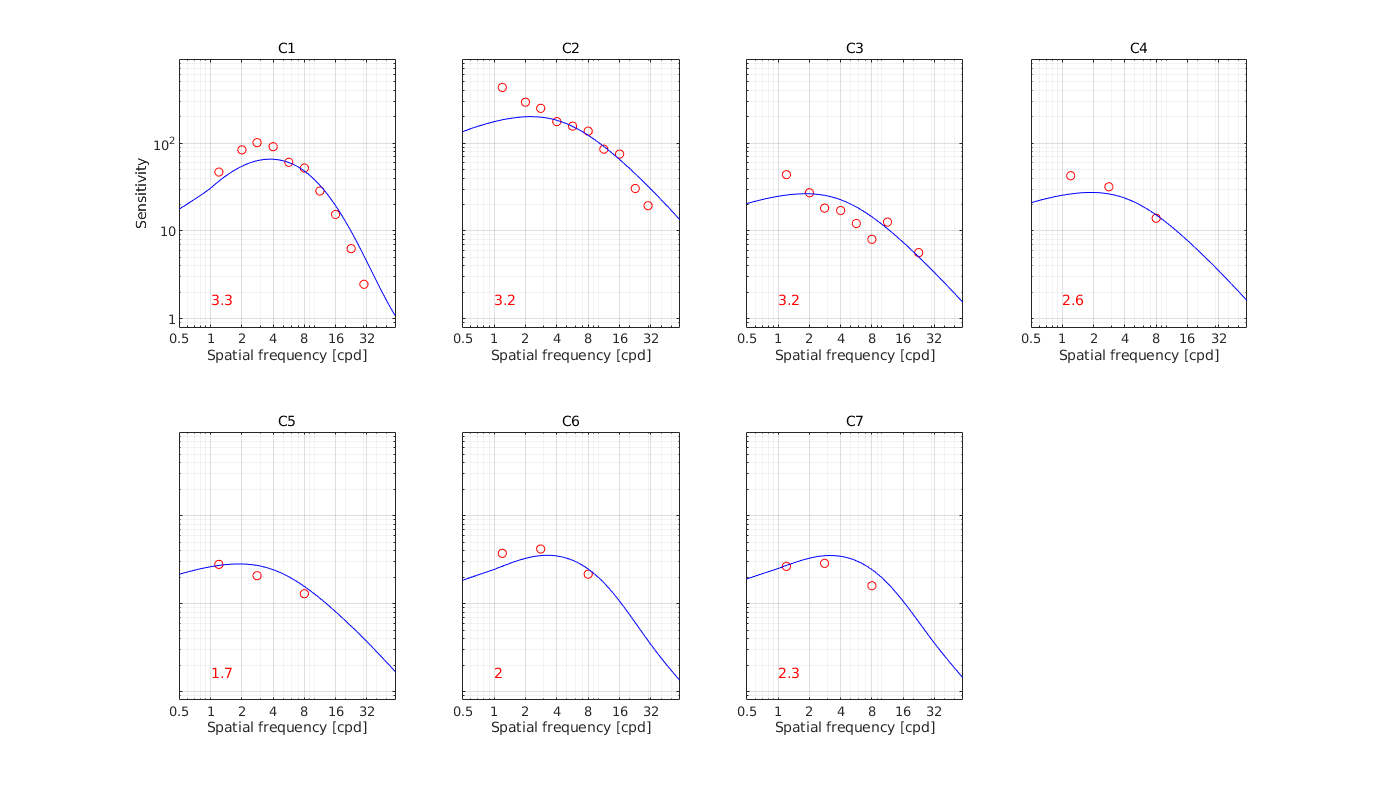 C1
C2
C3
C4
Sensitivity
10²
10
1
3.3
3.2
3.2
2.6
0.5 1 2 4 8 16 32
0.5 1 2 4 8 16 32
0.5 1 2 4 8 16 32
0.5 1 2 4 8 16 32
Spatial frequency [cpd]
Spatial frequency [cpd]
Spatial frequency [cpd]
Spatial frequency [cpd]
C5
C6
C7
1.7
2
2.3
0.5 1 2 4 8 16 32
0.5 1 2 4 8 16 32
0.5 1 2 4 8 16 32
Spatial frequency [cpd]
Spatial frequency [cpd]
Spatial frequency [cpd]